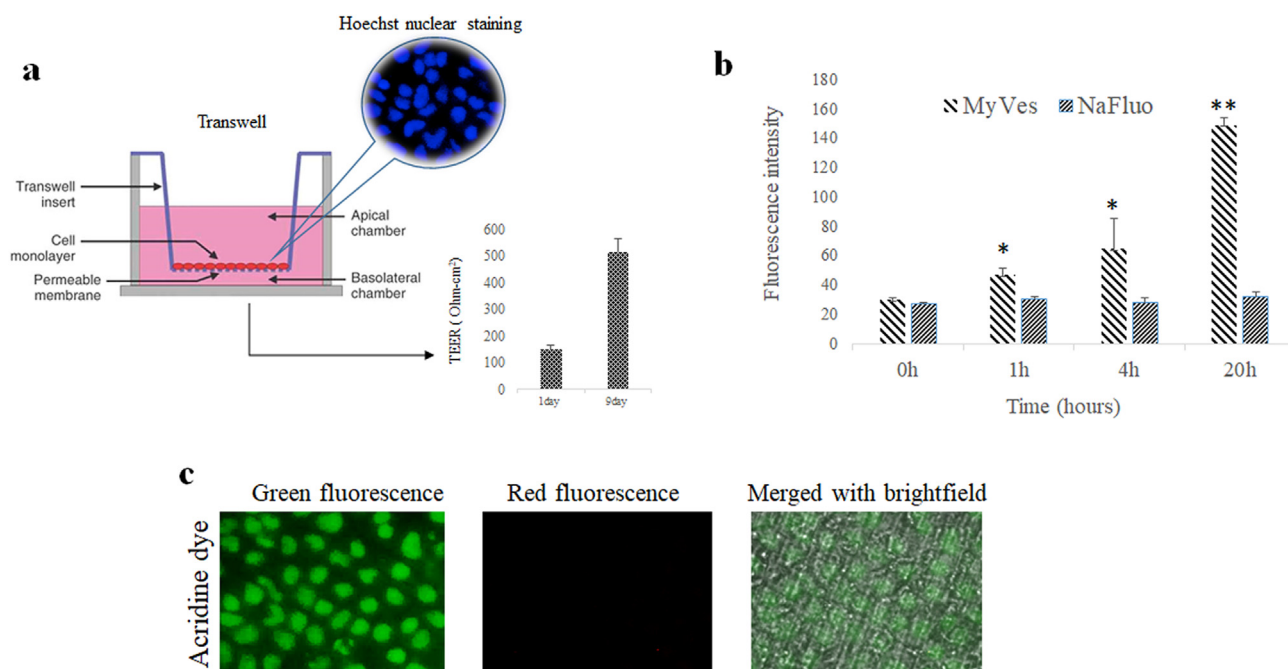 a
Hoechst nuclear staining
Transwell
Transwell
insert
Cell
monolayer
Permeable
membrane
Apical
chamber
Basolateral
chamber
TEER ( Ohm-cm²)
600
500
400
300
200
100
0
1day
9day
b
Fluorescence intensity
180
160
140
120
100
80
60
40
20
0
MyVes
NaFluo
*
*
**
0h
1h
4h
20h
Time (hours)
c
Green fluorescence
Red fluorescence
Merged with brightfield
Acridine dye